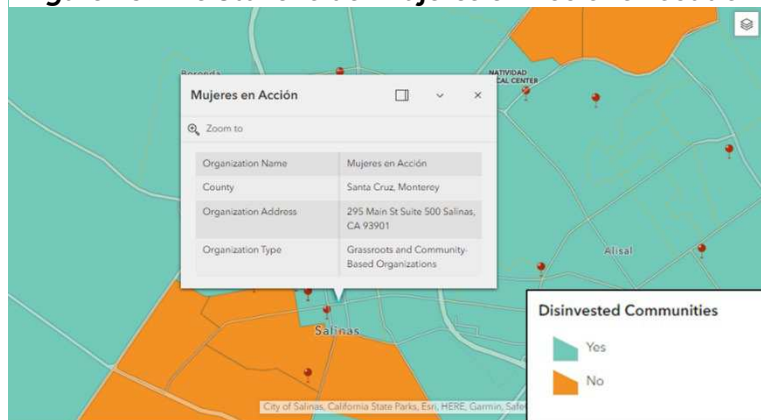 Mujeres en Acción
Zoom to
Organization Name Mujeres en Acción
County Santa Cruz, Monterey
Organization Address 295 Main St Suite 500 Salinas,
CA 93901
Organization Type Grassroots and Community-
Based Organizations
NATIVIDAD
CAL CENTER
Alisal
Salinas
Disinvested Communities
Yes
No
City of Salinas, California State Parks, Esri, HERE, Garmin, Safe